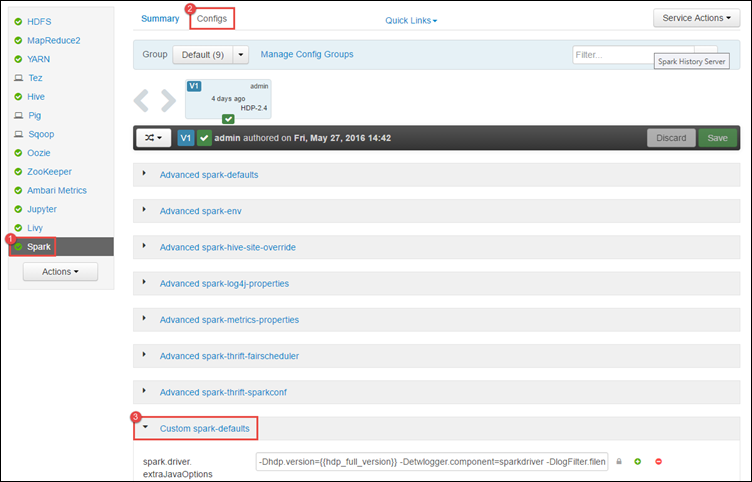 HDFS
MapReduce2
YARN
Tez
Hive
Pig
Sqoop
Oozie
ZooKeeper
Ambari Metrics
Jupyter
Livy
1
Spark
Actions
Summary
2
Configs
Quick Links
Service Actions
Group
Default (9)
Manage Config Groups
Filter...
Spark History Server
V1
admin
4 days ago
HDP-2.4
V1 admin authored on Fri, May 27, 2016 14:42
Discard
Save
Advanced spark-defaults
Advanced spark-env
Advanced spark-hive-site-override
Advanced spark-log4j-properties
Advanced spark-metrics-properties
Advanced spark-thrift-fairscheduler
Advanced spark-thrift-sparkconf
3
Custom spark-defaults
spark.driver.
extraJavaOptions
-Dhdp.version={{hdp_full_version}} -Detwlogger.component=sparkdriver -DlogFilter.filen